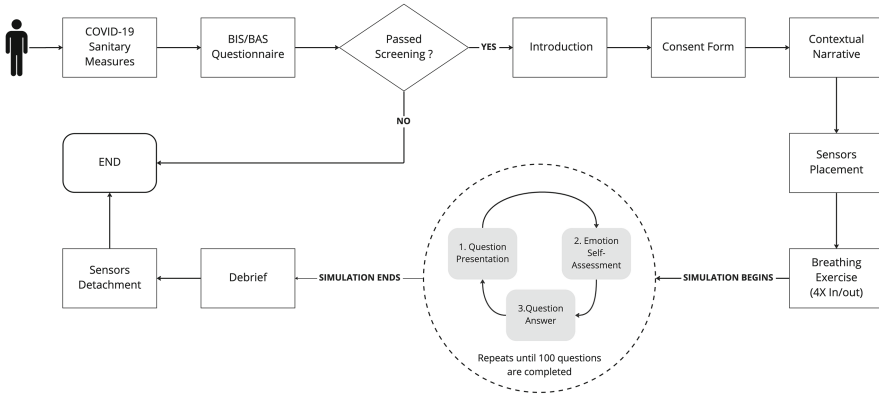 COVID-19
Sanitary
Measures
BIS/BAS
Questionnaire
Passed
Screening ?
YES
Introduction
Consent Form
Contextual
Narrative
NO
END
Sensors
Placement
1. Question
Presentation
2. Emotion
Self-
Assessment
3.Question
Answer
Repeats until 100 questions
are completed
SIMULATION BEGINS
Breathing
Exercise
(4X In/out)
SIMULATION ENDS
Debrief
Sensors
Detachment